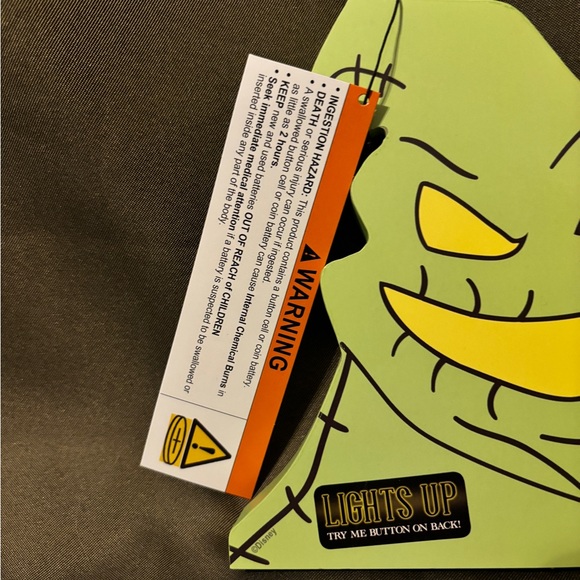 ⚠ WARNING
• INGESTION HAZARD: This product contains a button cell or coin battery.
• DEATH or serious injury can occur if ingested.
• A swallowed button cell or coin battery can cause Internal Chemical Burns in
as little as 2 hours.
• KEEP new and used batteries OUT OF REACH of CHILDREN
• Seek immediate medical attention if a battery is suspected to be swallowed or
inserted inside any part of the body.
LIGHTS UP
TRY ME BUTTON ON BACK!
©Disney